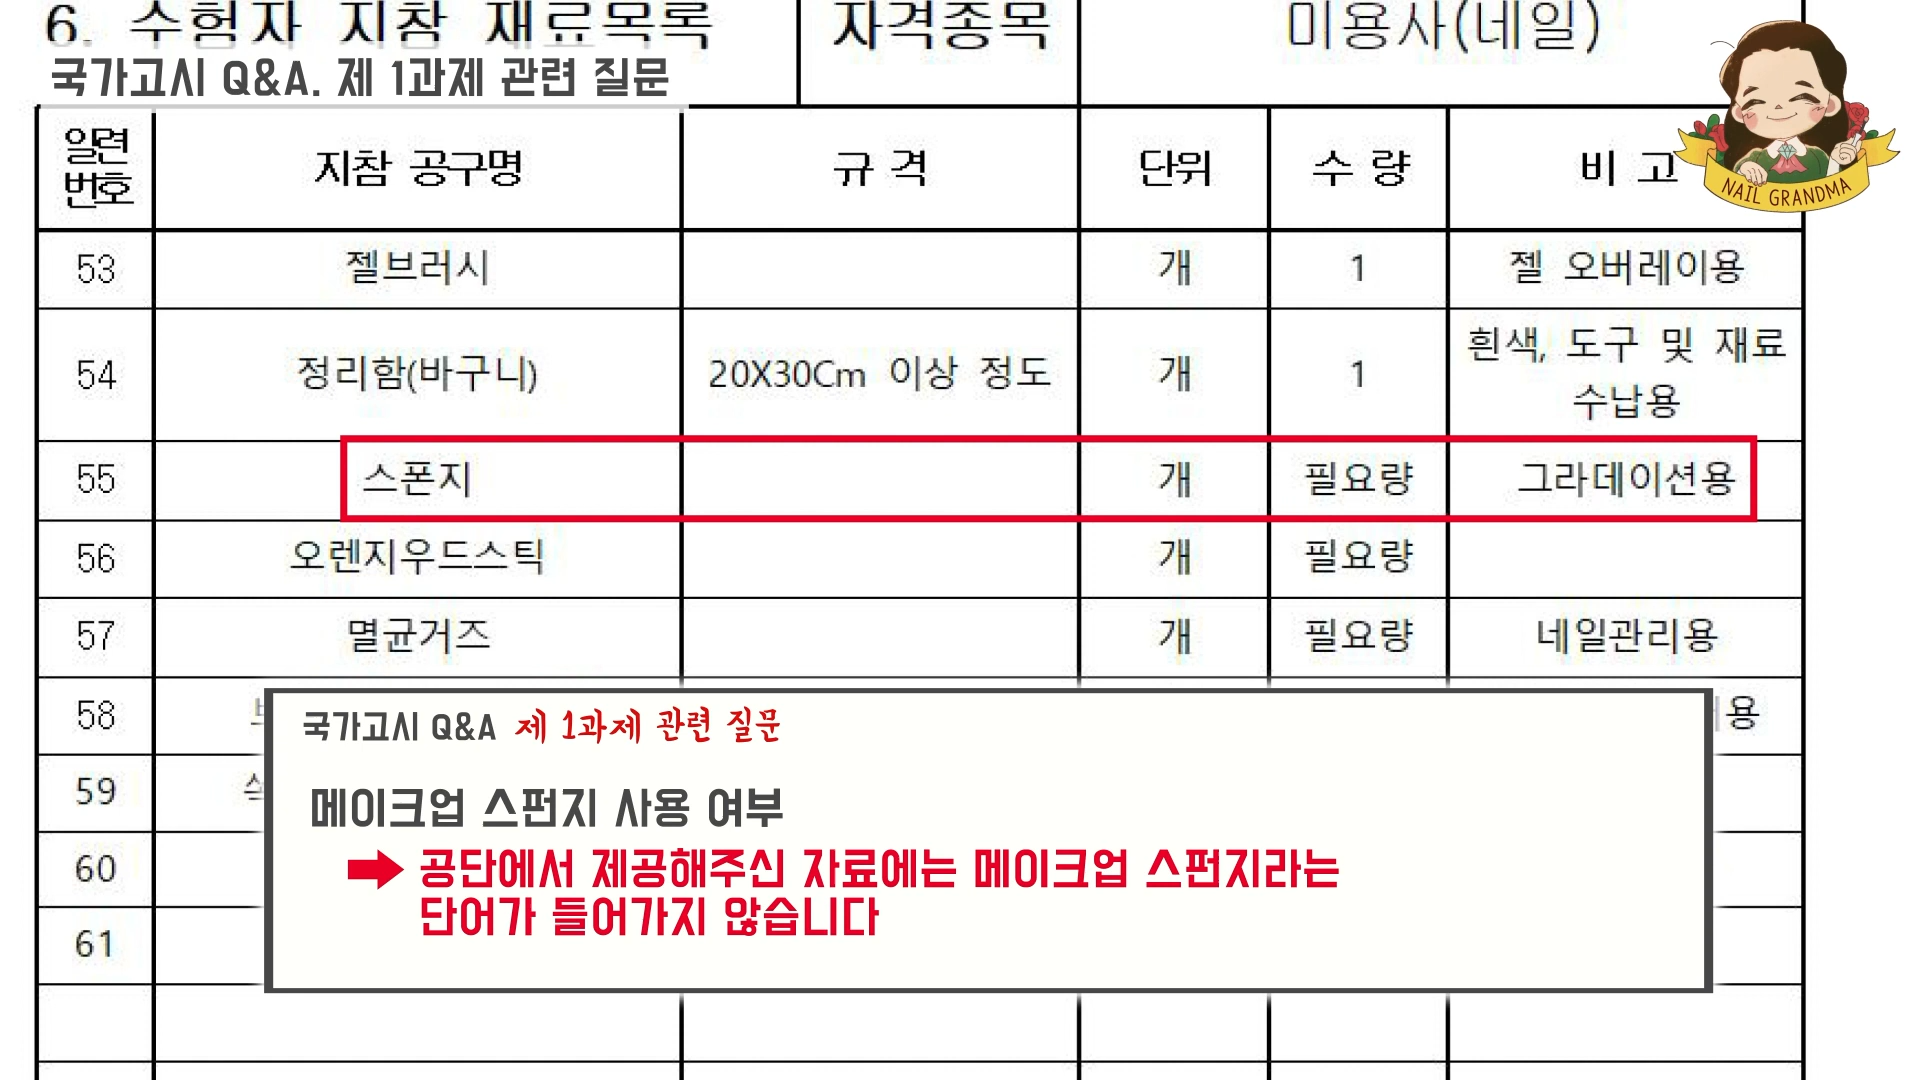 6. 수험자 지참 재료목록 자격종목 미용사(네일)
국가고시 Q&A. 제 1과제 관련 질문
일련번호 지참 공구명 규 격 단위 수 량 비 고
NAIL GRANDMA
53 젤브러시 개 1 젤 오버레이용
54 정리함(바구니) 20X30Cm 이상 정도 개 1 흰색, 도구 및 재료
수납용
55 스폰지 개 필요량 그라데이션용
56 오렌지우드스틱 개 필요량
57 멸균거즈 개 필요량 네일관리용
58 용
59
60
61
국가고시 Q&A 제 1과제 관련 질문
메이크업 스펀지 사용 여부
공단에서 제공해주신 자료에는 메이크업 스펀지라는
단어가 들어가지 않습니다